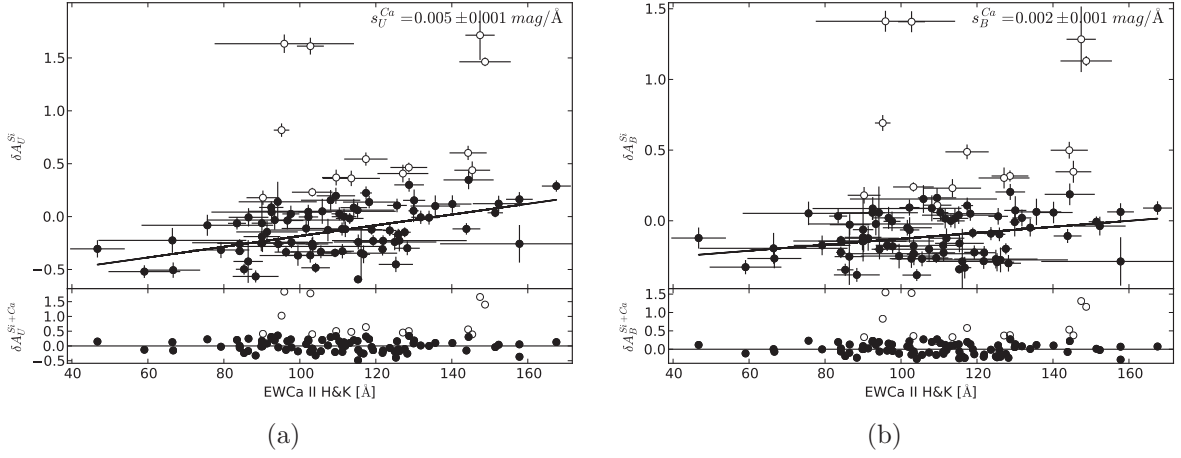 s_U^Ca = 0.005 ± 0.001 mag/Å
1.5
1.0
0.5
0.0
−0.5
δA_U^Si
1.5
1.0
0.5
0.0
−0.5
δA_U^Si+Ca
40 60 80 100 120 140 160
EWCa II H&K [Å]
(a)
s_B^Ca = 0.002 ± 0.001 mag/Å
1.5
1.0
0.5
0.0
δA_B^Si
1.5
1.0
0.5
0.0
δA_B^Si+Ca
40 60 80 100 120 140 160
EWCa II H&K [Å]
(b)